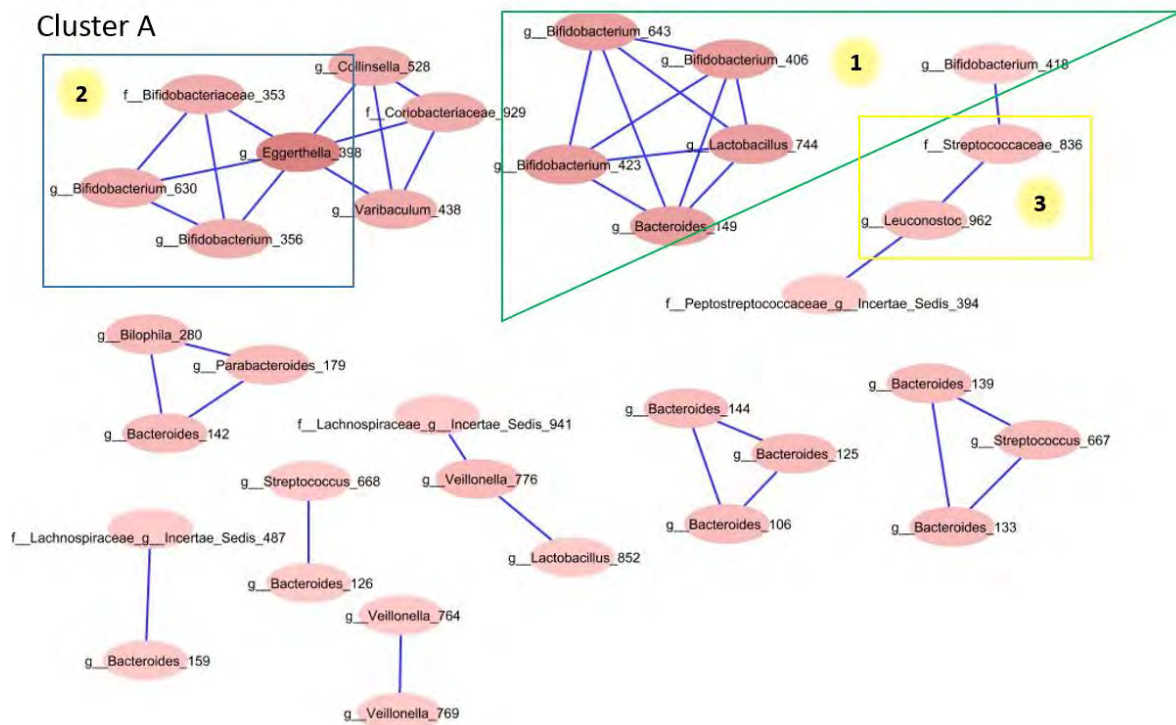 Cluster A
g__Bifidobacterium_643
1
2
g__Collinsella_528
g__Bifidobacterium_406
g__Bifidobacterium_418
f__Bifidobacteriaceae_353
f__Coriobacteriaceae_929
g__Eggerthella_398
g__Lactobacillus_744
f__Streptococcaceae_836
g__Bifidobacterium_630
g__Bifidobacterium_423
3
g__Varibaculum_438
g__Bacteroides_149
g__Leuconostoc_962
g__Bifidobacterium_356
f__Peptostreptococcaceae_g__Incertae_Sedis_394
g__Bilophila_280
g__Parabacteroides_179
g__Bacteroides_142
f__Lachnospiraceae_g__Incertae_Sedis_941
g__Bacteroides_144
g__Bacteroides_139
g__Bacteroides_125
g__Streptococcus_667
g__Streptococcus_668
g__Veillonella_776
g__Bacteroides_106
g__Bacteroides_133
f__Lachnospiraceae_g__Incertae_Sedis_487
g__Lactobacillus_852
g__Bacteroides_126
g__Veillonella_764
g__Bacteroides_159
g__Veillonella_769